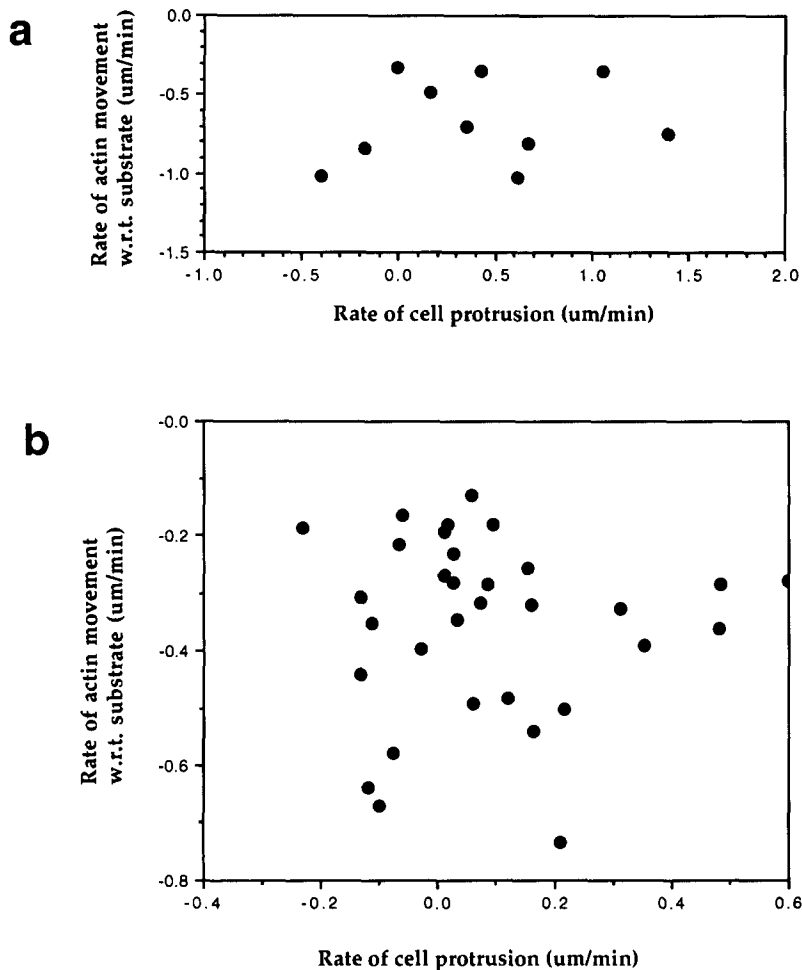 a
Rate of actin movement
w.r.t. substrate (um/min)
0.0
-0.5
-1.0
-1.5
-1.0 -0.5 0.0 0.5 1.0 1.5 2.0
Rate of cell protrusion (um/min)
b
Rate of actin movement
w.r.t. substrate (um/min)
-0.0
-0.2
-0.4
-0.6
-0.8
-0.4 -0.2 0.0 0.2 0.4 0.6
Rate of cell protrusion (um/min)